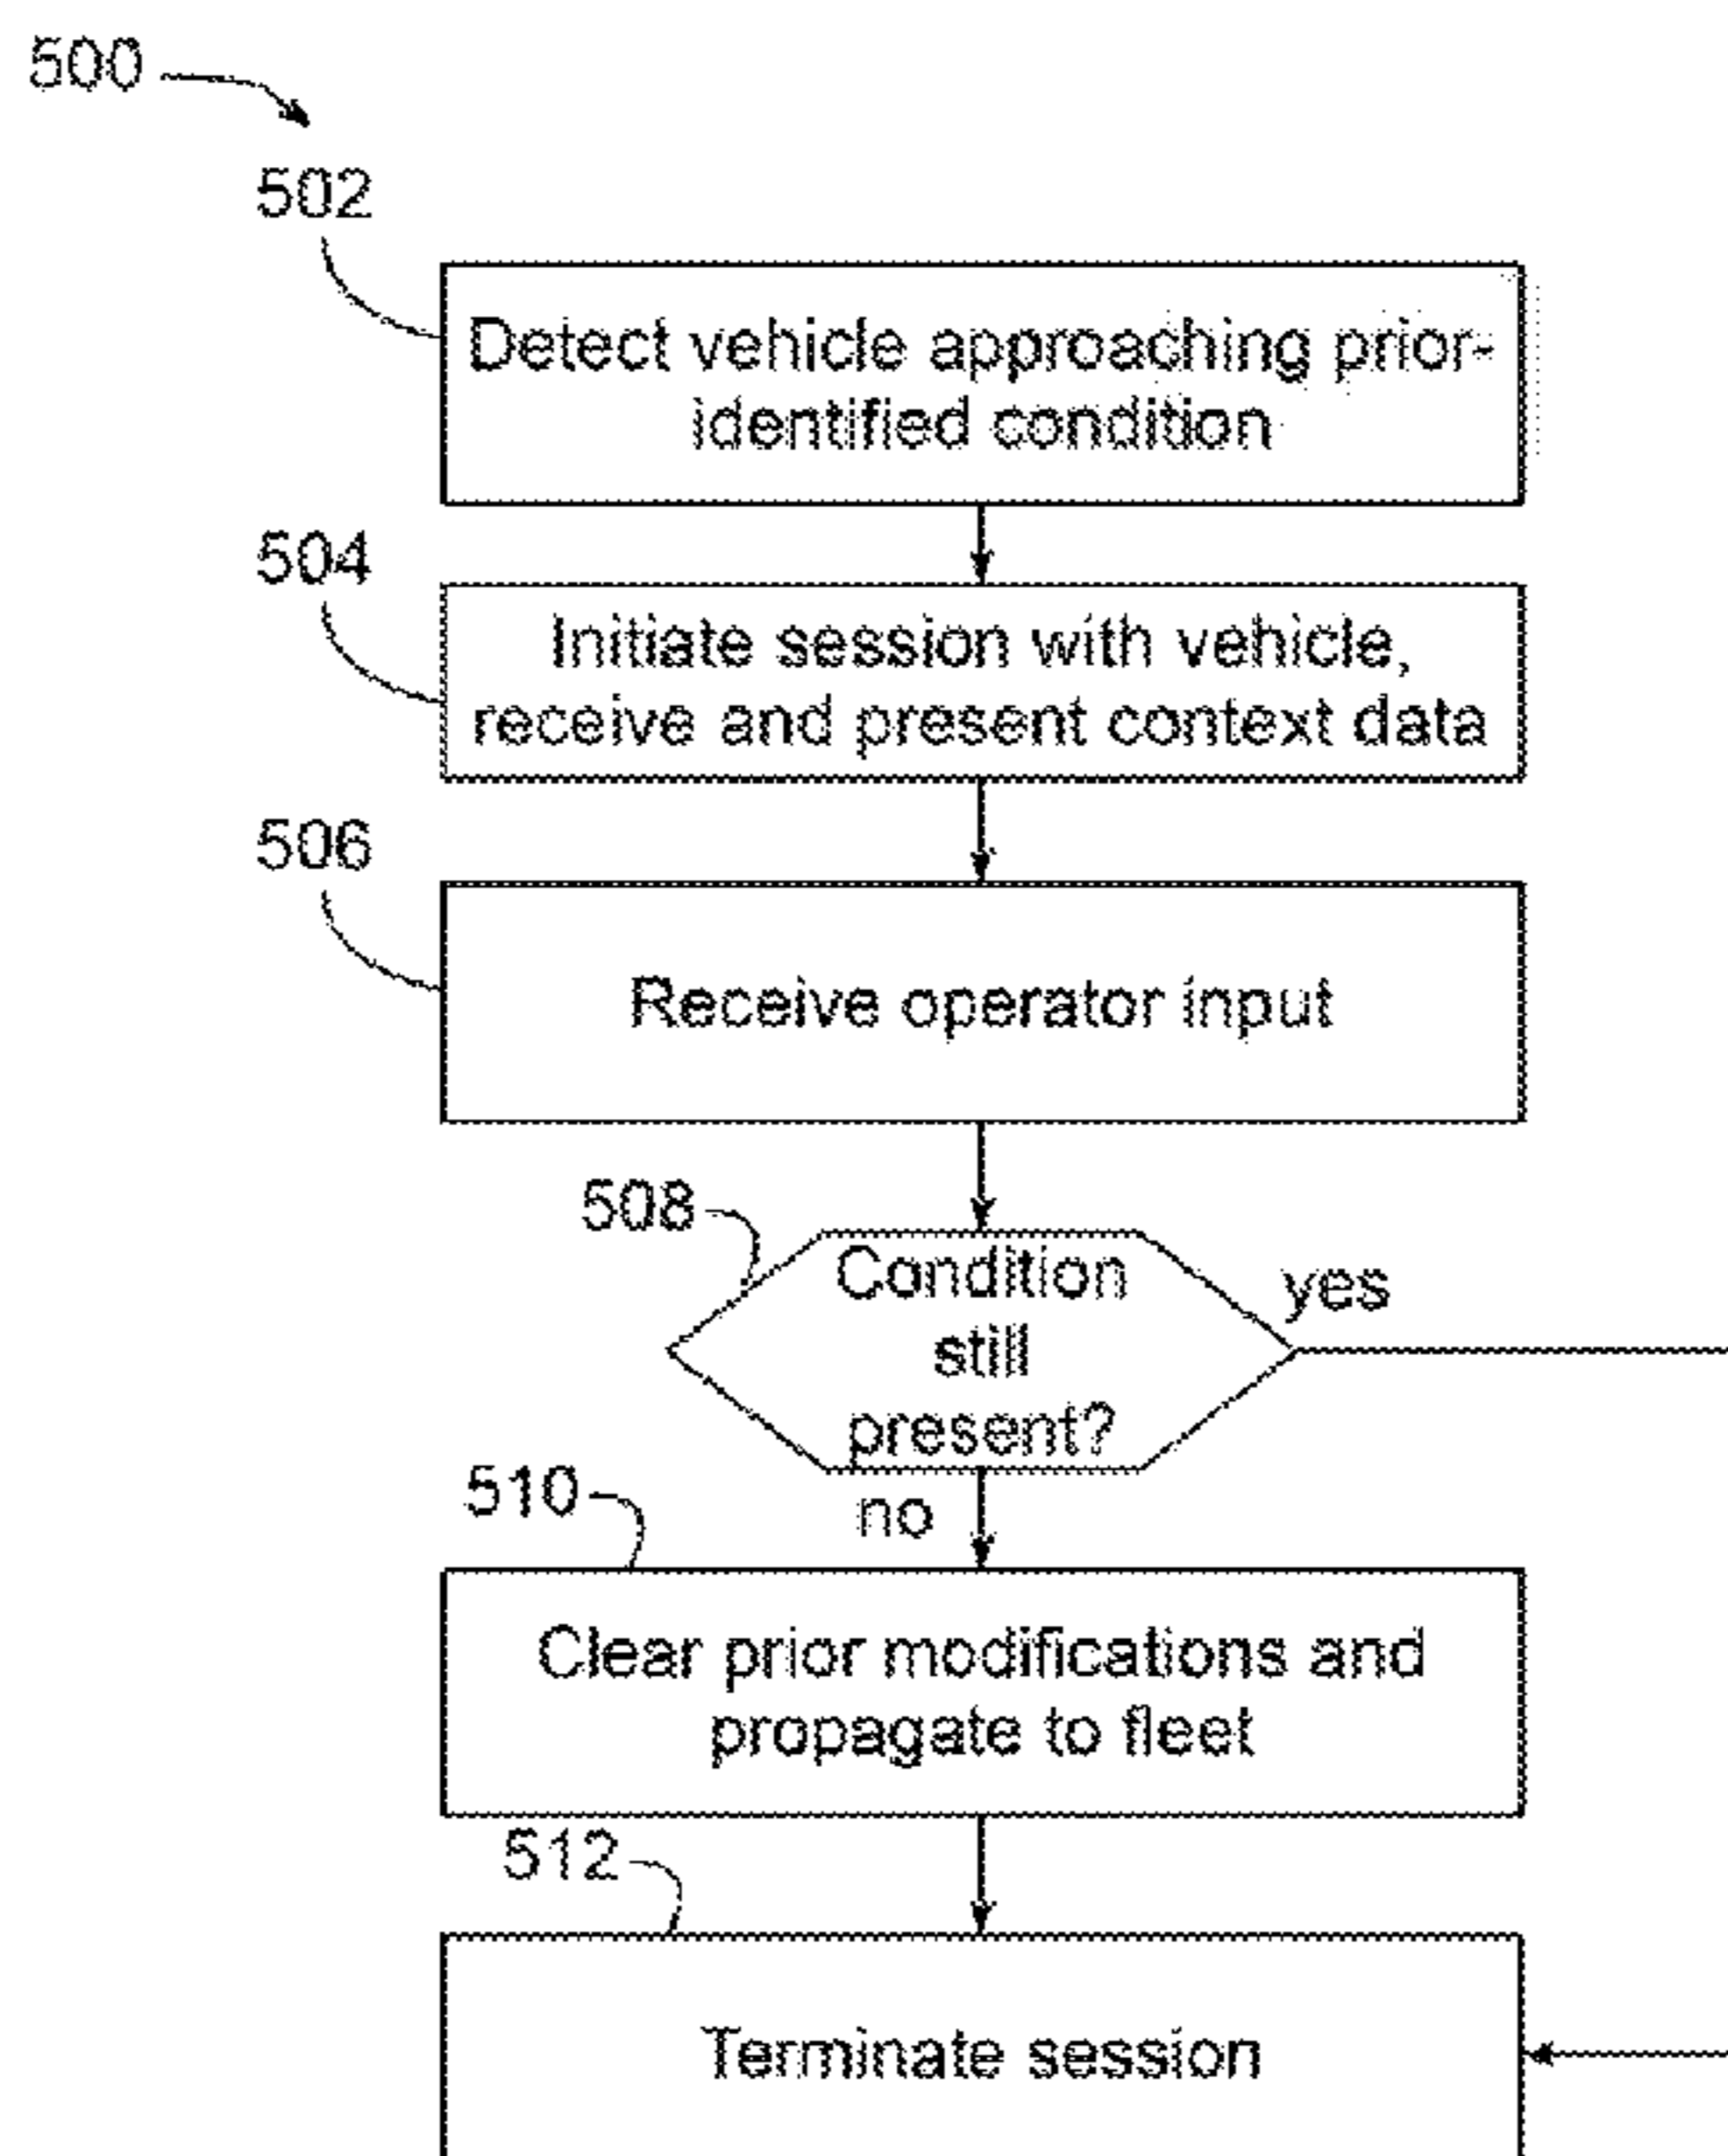 500
502
Detect vehicle approaching prior-
identified condition
504
Initiate session with vehicle,
receive and present context data
506
Receive operator input
508
Condition
still
present?
yes
no
510
Clear prior modifications and
propagate to fleet
512
Terminate session